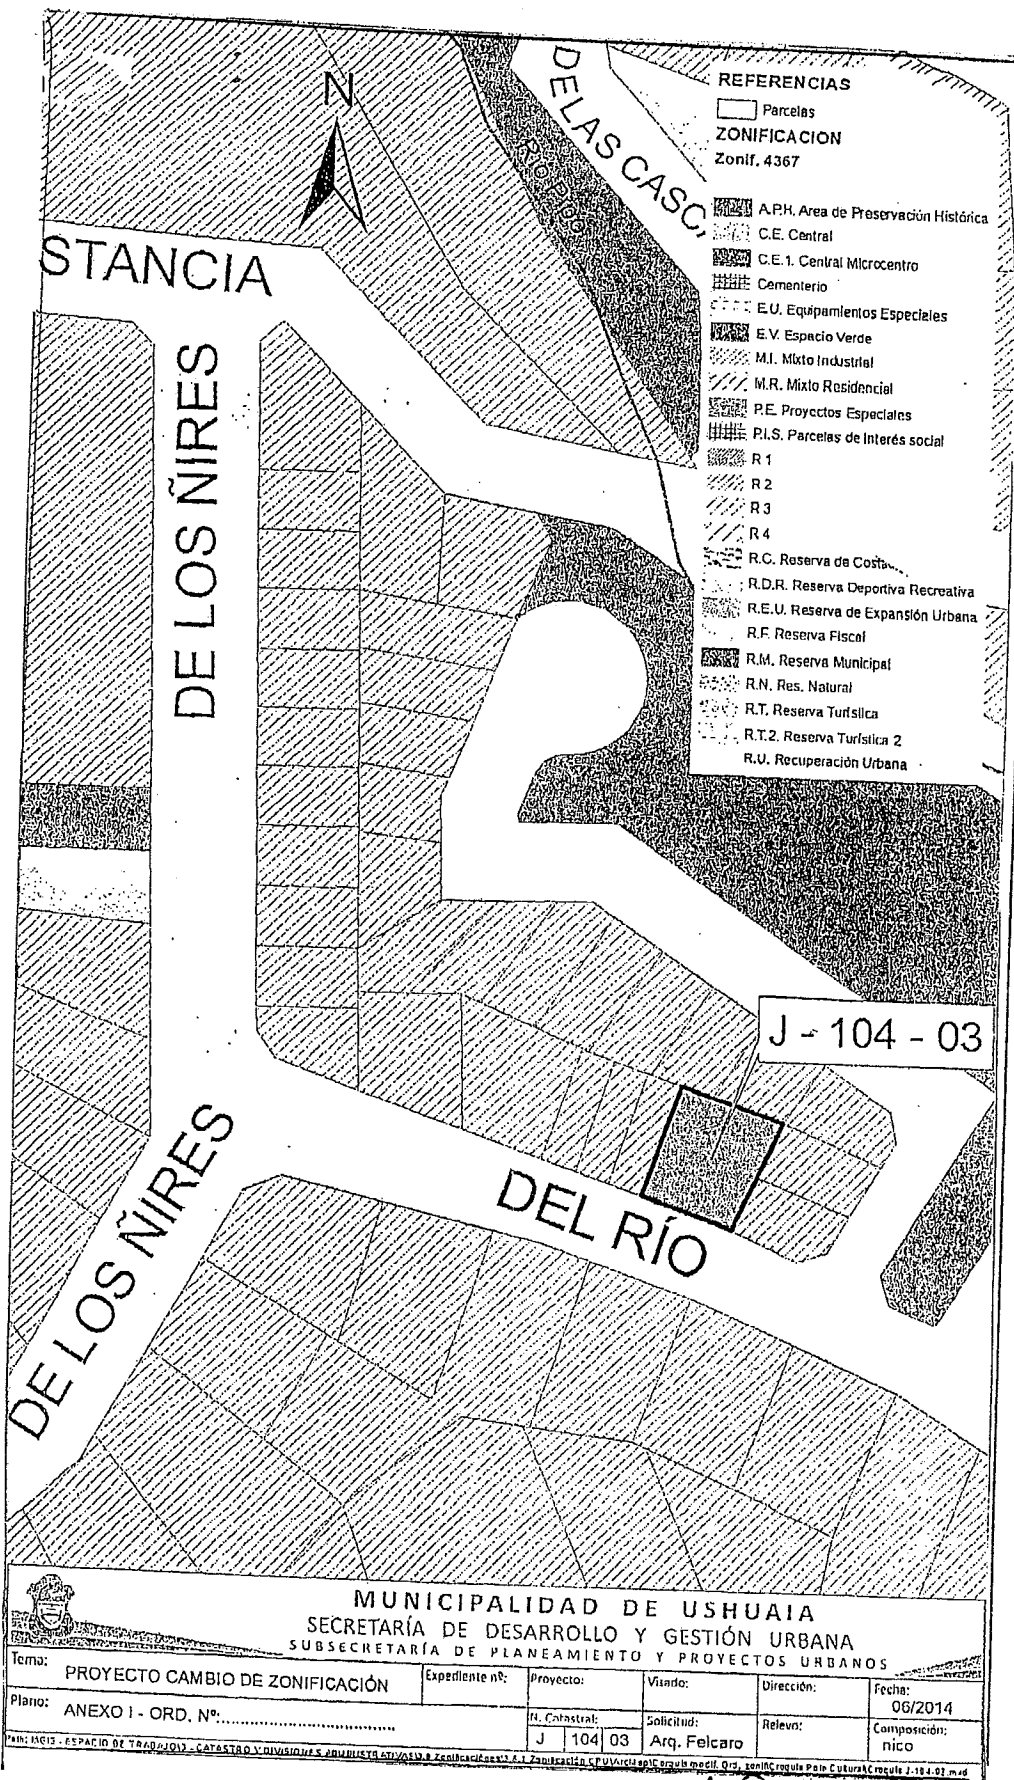 N
DE LAS CASCA
RIO PIPO
STANCIA
DE LOS ÑIRES
REFERENCIAS
Parcelas
ZONIFICACION
Zonif. 4367
A.P.H. Area de Preservación Histórica
C.E. Central
C.E.1. Central Microcentro
Cementerio
E.U. Equipamientos Especiales
E.V. Espacio Verde
M.I. Mixto Industrial
M.R. Mixto Residencial
P.E. Proyectos Especiales
P.I.S. Parcelas de Interés social
R 1
R 2
R 3
R 4
R.C. Reserva de Costa
R.D.R. Reserva Deportiva Recreativa
R.E.U. Reserva de Expansión Urbana
R.F. Reserva Fiscal
R.M. Reserva Municipal
R.N. Res. Natural
R.T. Reserva Turística
R.T.2. Reserva Turística 2
R.U. Recuperación Urbana
J - 104 - 03
DE LOS ÑIRES
DEL RÍO
MUNICIPALIDAD DE USHUAIA
SECRETARÍA DE DESARROLLO Y GESTIÓN URBANA
SUBSECRETARÍA DE PLANEAMIENTO Y PROYECTOS URBANOS
Tema: PROYECTO CAMBIO DE ZONIFICACIÓN
Expediente nº:
Proyecto:
Visado:
Dirección:
Fecha: 06/2014
Plano: ANEXO I - ORD. Nº:....................................
N. Catastral: J 104 03
Solicitud: Arq. Felcaro
Relevo:
Composición: nico